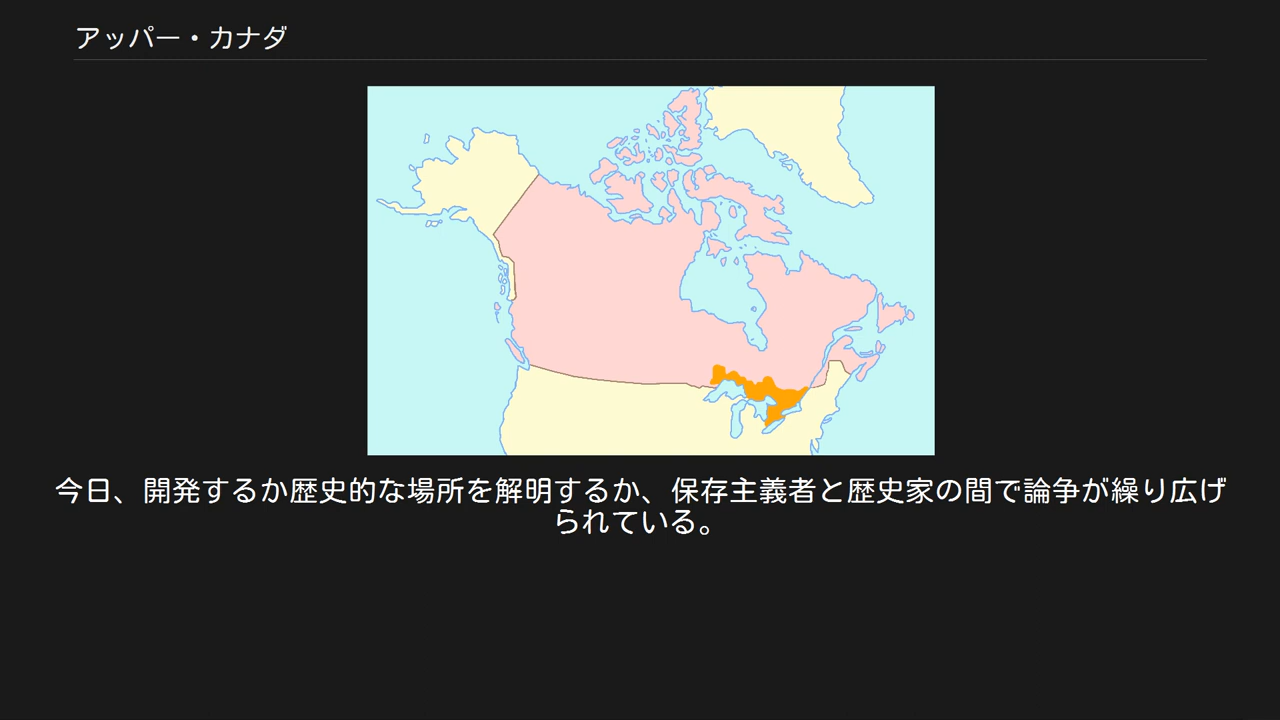 アッパー・カナダ
今日、開発するか歴史的な場所を解明するか、保存主義者と歴史家の間で論争が繰り広げ
られている。